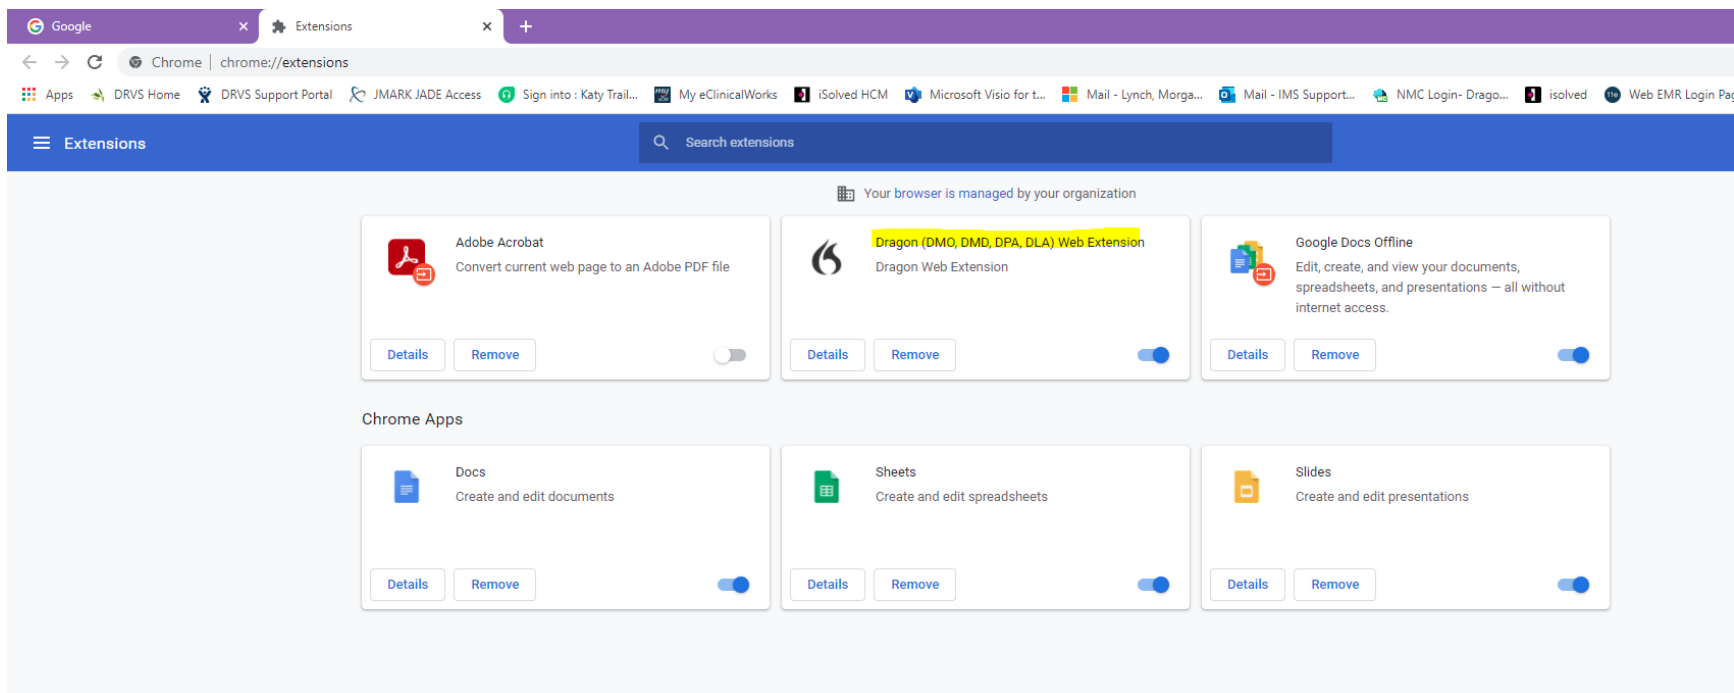 Google
Extensions
Chrome | chrome://extensions
Apps DRVS Home DRVS Support Portal JMARK JADE Access Sign into : Katy Trail... My eClinicalWorks iSolved HCM Microsoft Visio for t... Mail - Lynch, Morga... Mail - IMS Support... NMC Login- Drago... isolved Web EMR Login Pag
Extensions
Search extensions
Your browser is managed by your organization
Adobe Acrobat
Convert current web page to an Adobe PDF file
Details Remove
Dragon (DMO, DMD, DPA, DLA) Web Extension
Dragon Web Extension
Details Remove
Google Docs Offline
Edit, create, and view your documents,
spreadsheets, and presentations — all without
internet access.
Details Remove
Chrome Apps
Docs
Create and edit documents
Details Remove
Sheets
Create and edit spreadsheets
Details Remove
Slides
Create and edit presentations
Details Remove